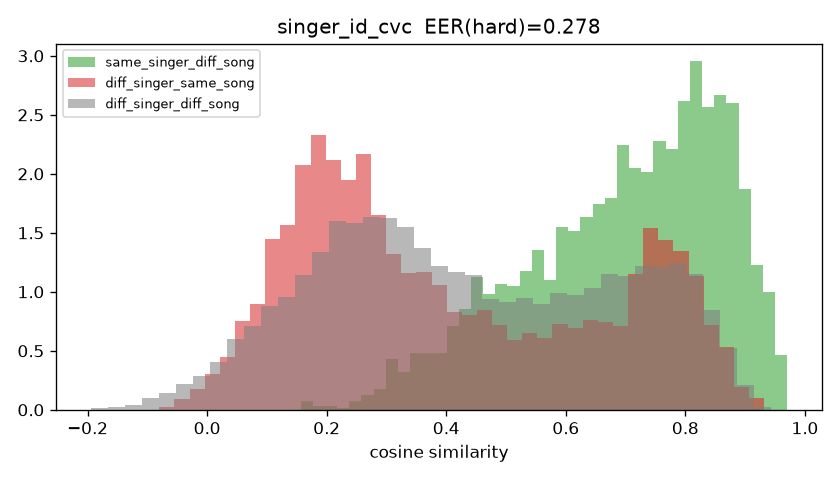 singer_id_cvc  EER(hard)=0.278
same_singer_diff_song
diff_singer_same_song
diff_singer_diff_song
3.0
2.5
2.0
1.5
1.0
0.5
0.0
−0.2 0.0 0.2 0.4 0.6 0.8 1.0
cosine similarity